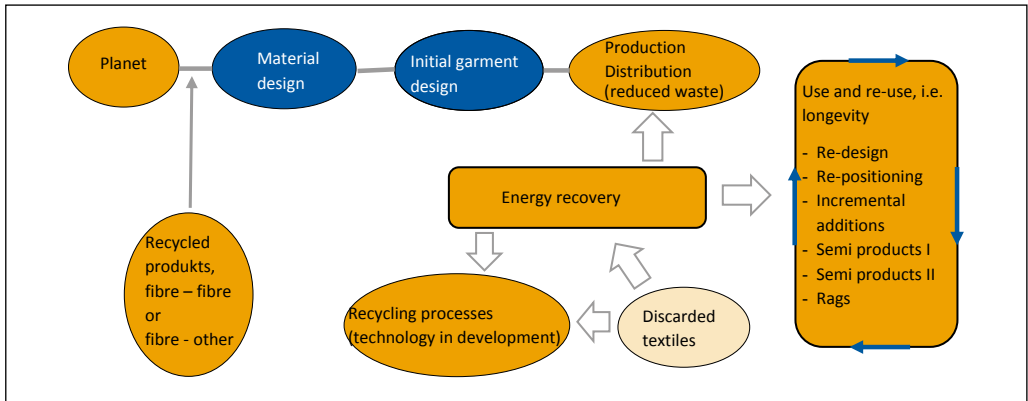 Planet
Material
design
Initial garment
design
Production
Distribution
(reduced waste)
Use and re-use, i.e.
longevity
- Re-design
- Re-positioning
- Incremental
additions
- Semi products I
- Semi products II
- Rags
Energy recovery
Recycled
produkts,
fibre – fibre
or
fibre - other
Recycling processes
(technology in development)
Discarded
textiles